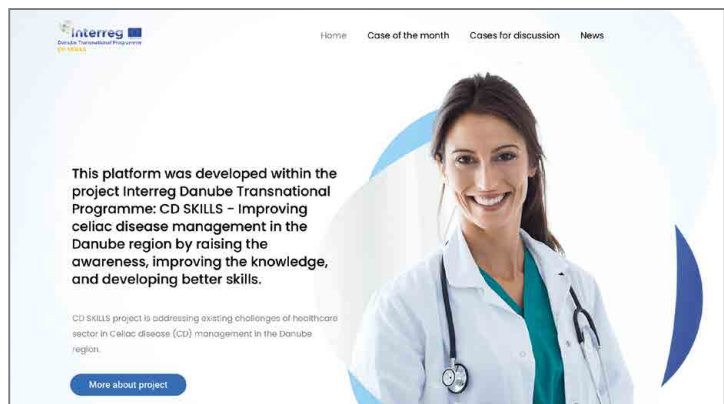 Interreg
Danube Transnational Programme
CD SKILLS
Home Case of the month Cases for discussion News
This platform was developed within the
project Interreg Danube Transnational
Programme: CD SKILLS - Improving
celiac disease management in the
Danube region by raising the
awareness, improving the knowledge,
and developing better skills.
CD SKILLS project is addressing existing challenges of healthcare
sector in Celiac disease (CD) management in the Danube
region.
More about project